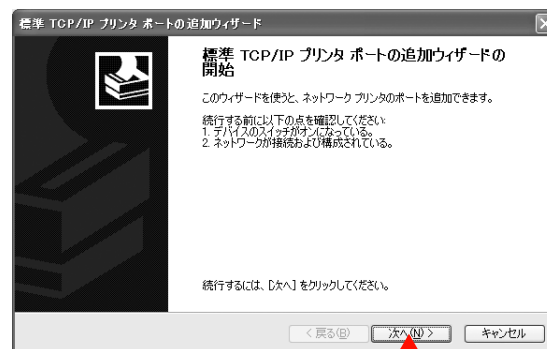 標準 TCP/IP プリンタ ポートの追加ウィザード
標準 TCP/IP プリンタ ポートの追加ウィザードの
開始
このウィザードを使うと、ネットワーク プリンタのポートを追加できます。
続行する前に以下の点を確認してください:
1. デバイスのスイッチがオンになっている。
2. ネットワークが接続および構成されている。
続行するには、[次へ] をクリックしてください。
< 戻る(B) 次へ(N) > キャンセル